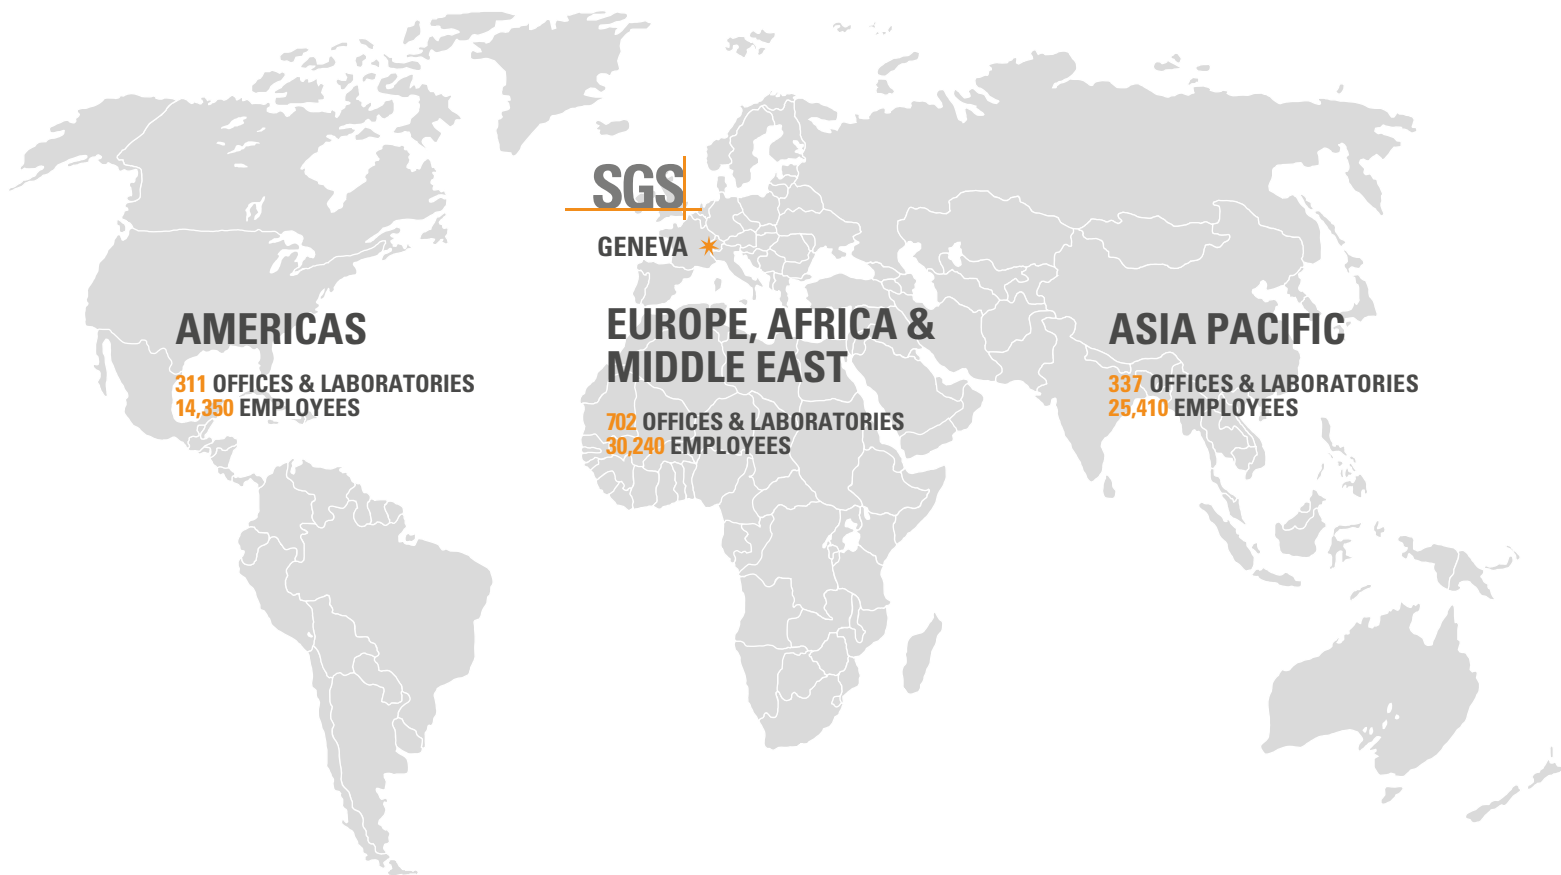 SGS
GENEVA
AMERICAS
311 OFFICES & LABORATORIES
14,350 EMPLOYEES
EUROPE, AFRICA &
MIDDLE EAST
702 OFFICES & LABORATORIES
30,240 EMPLOYEES
ASIA PACIFIC
337 OFFICES & LABORATORIES
25,410 EMPLOYEES